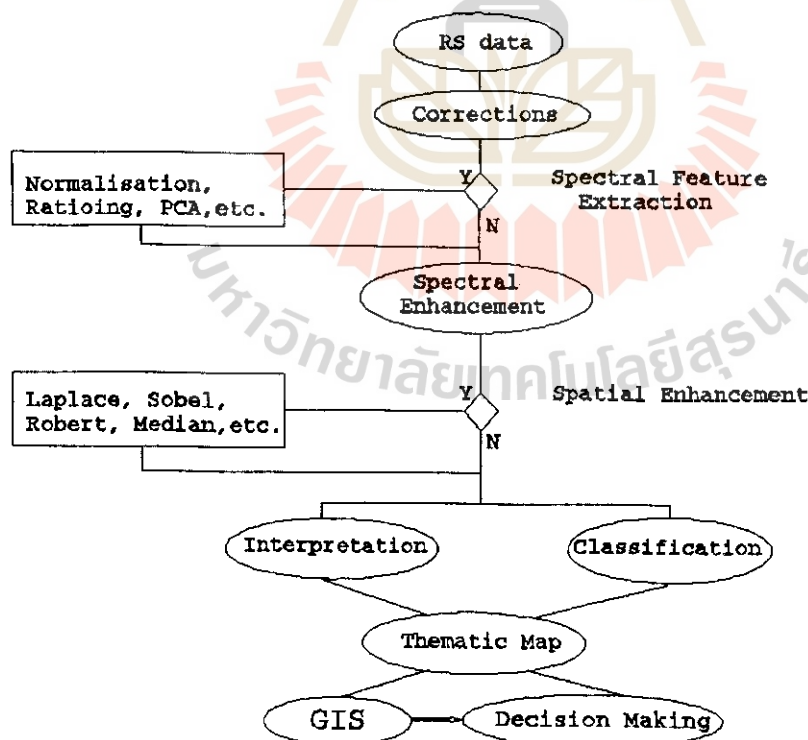 RS data
Corrections
Y
Normalisation,
Ratioing, PCA,etc.
Spectral Feature
Extraction
N
Spectral
Enhancement
Laplace, Sobel,
Robert, Median,etc.
Y
Spatial Enhancement
N
Interpretation
Classification
Thematic Map
GIS
Decision Making